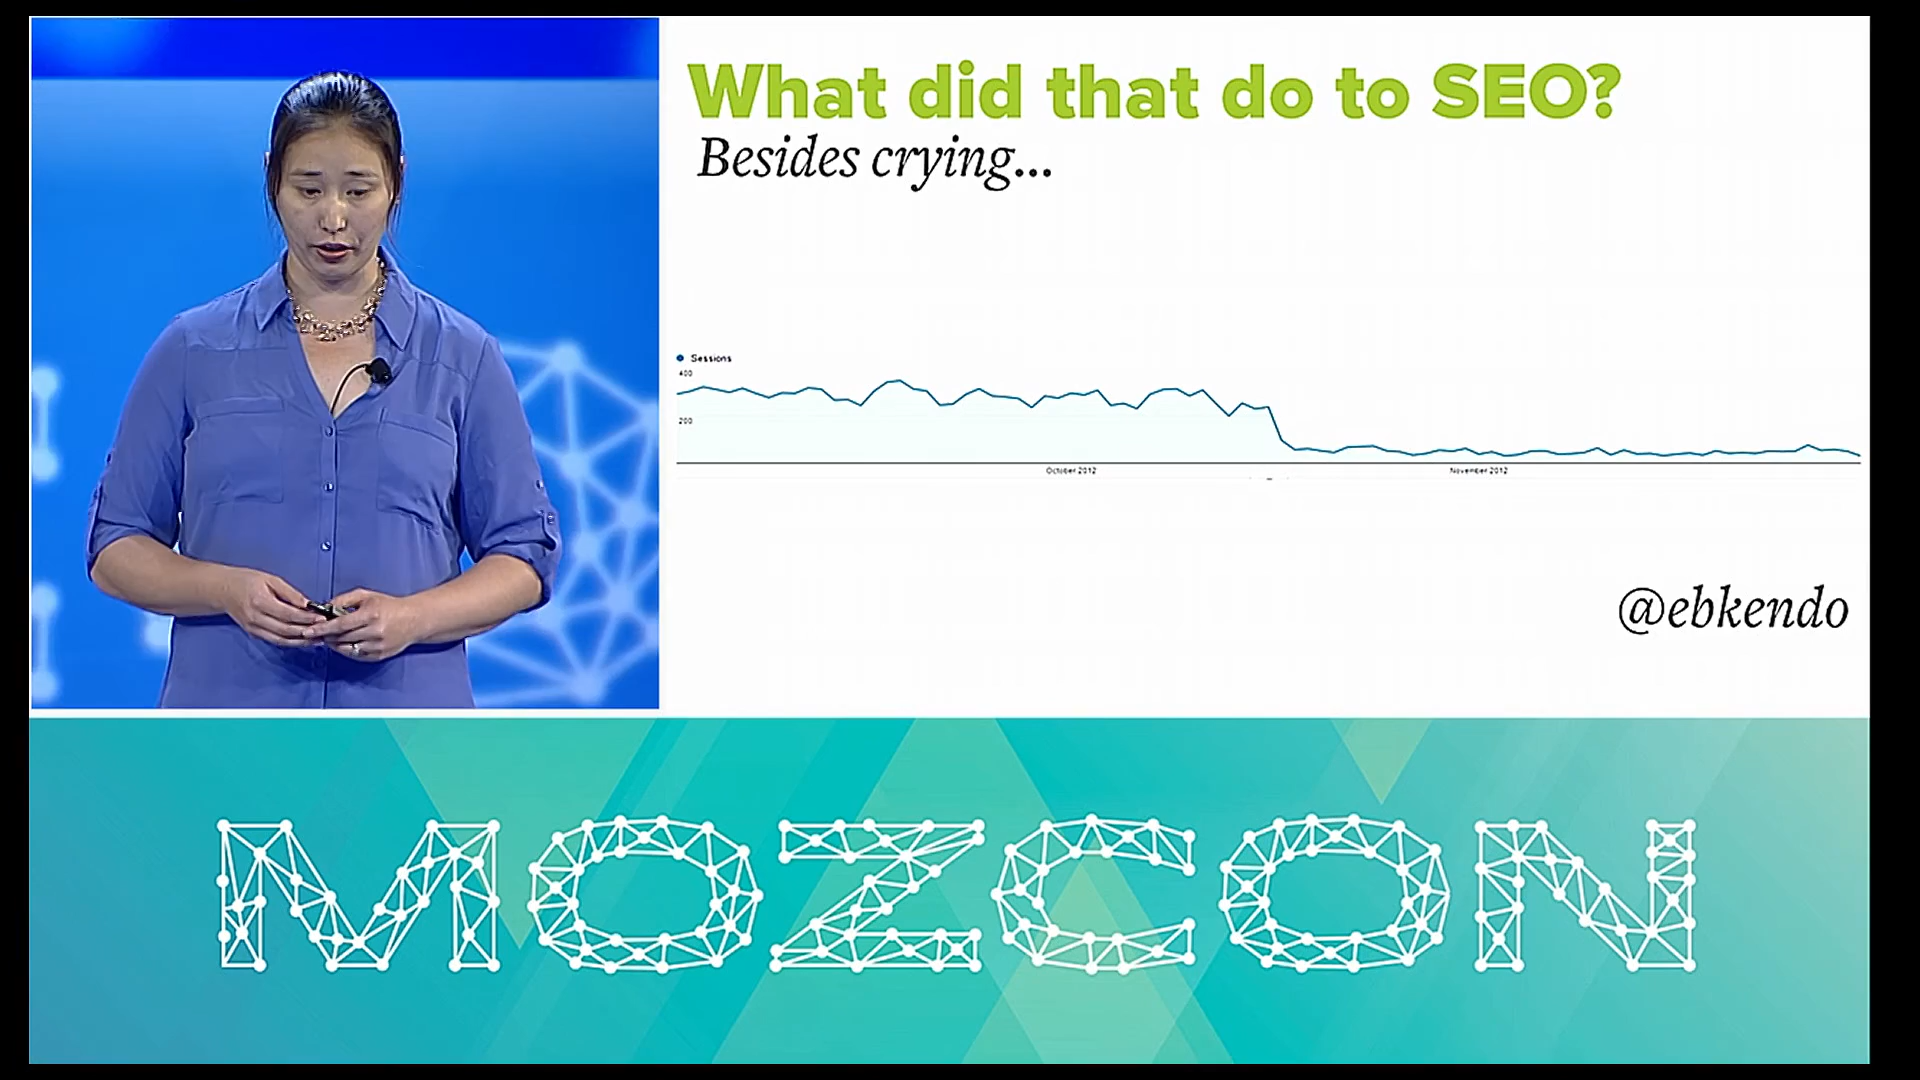 What did that do to SEO?
Besides crying...
Sessions
400
200
October 2012
November 2012
@ebkendo
MOZCON